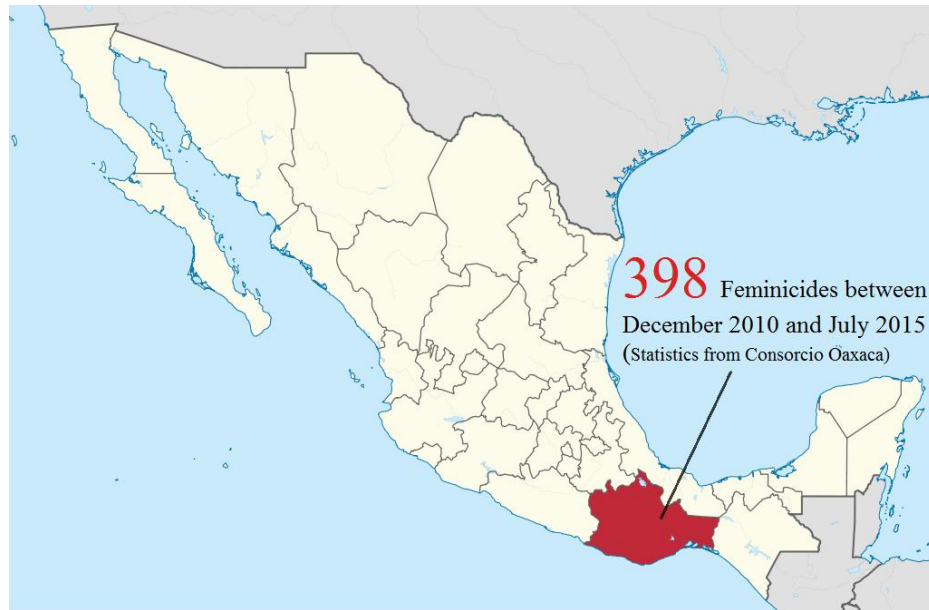 398 Feminicides between
December 2010 and July 2015
(Statistics from Consorcio Oaxaca)